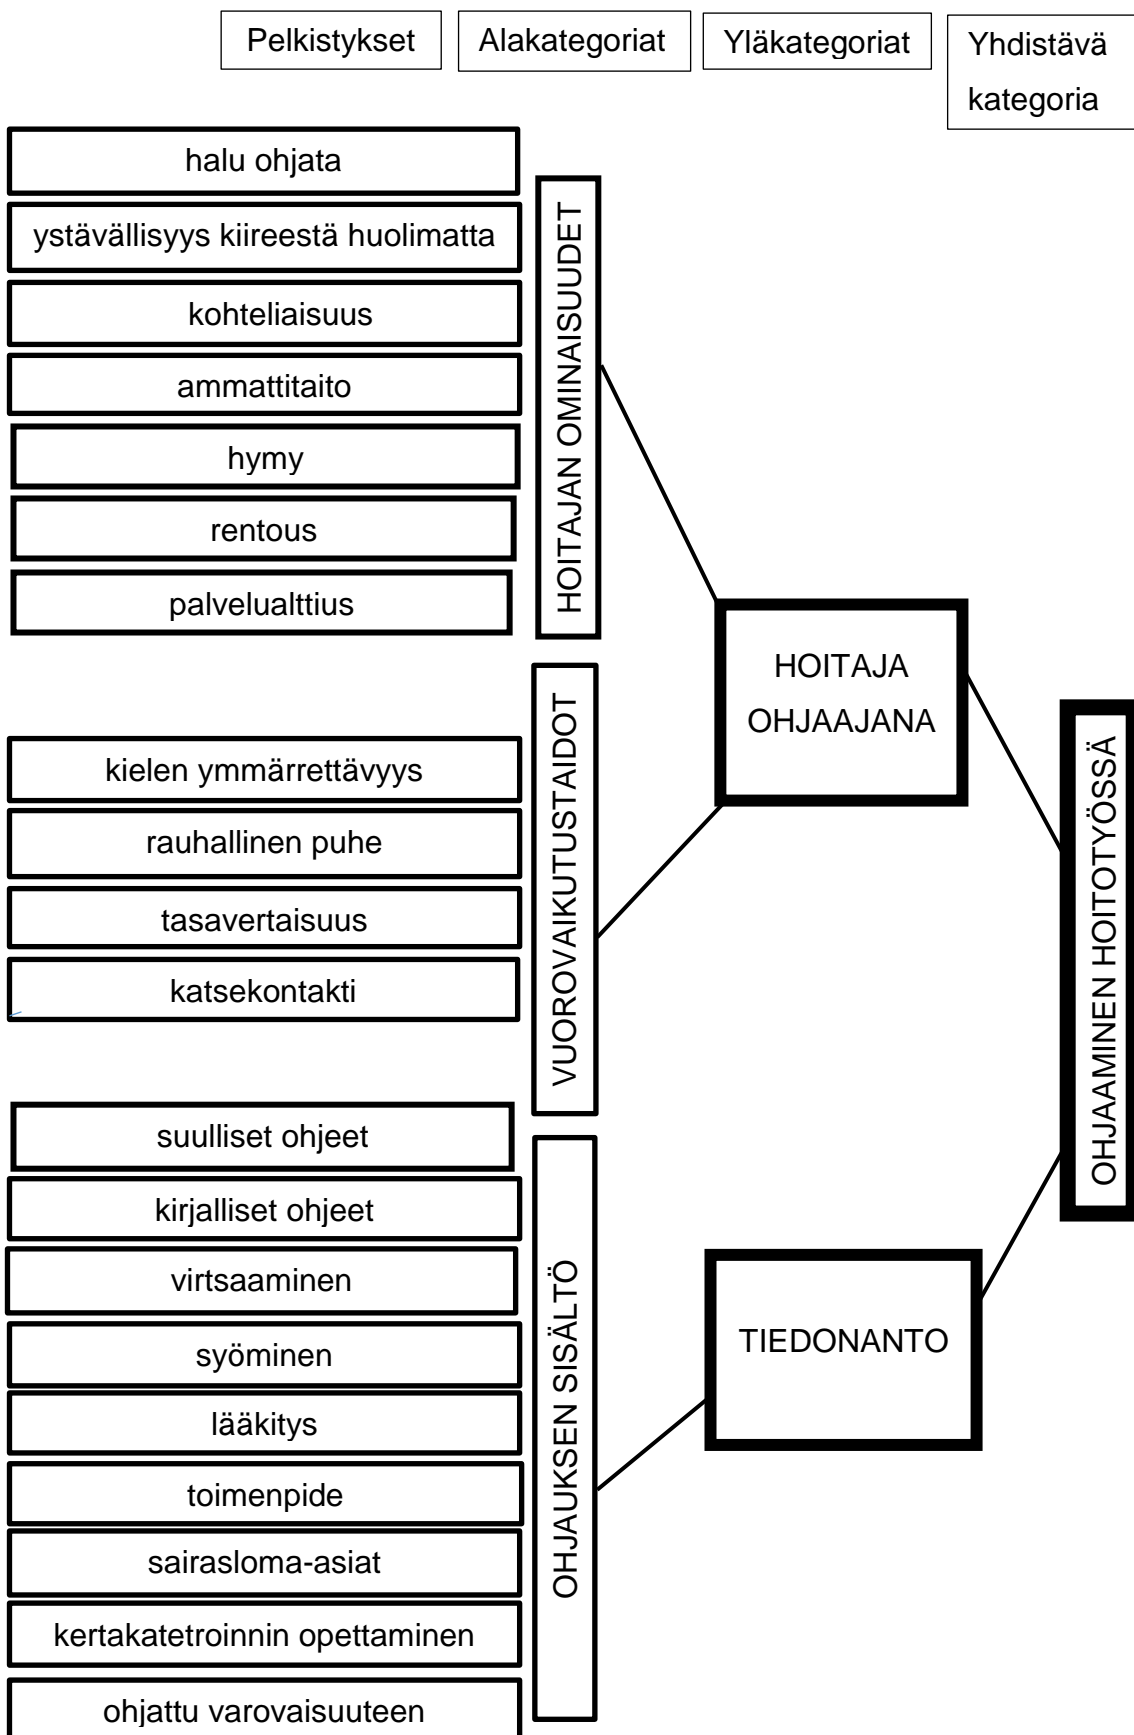 Pelkistykset
Alakategoriat
Yläkategoriat
Yhdistävä
kategoria
halu ohjata
ystävällisyys kiireestä huolimatta
kohteliaisuus
ammattitaito
hymy
rentous
palvelualttius
HOITAJAN OMINAISUUDET
kielen ymmärrettävyys
rauhallinen puhe
tasavertaisuus
katsekontakti
VUOROVAIKUTUSTAIDOT
suulliset ohjeet
kirjalliset ohjeet
virtsaaminen
syöminen
lääkitys
toimenpide
sairasloma-asiat
kertakatetroinnin opettaminen
ohjattu varovaisuuteen
OHJAUKSEN SISÄLTÖ
HOITAJA
OHJAAJANA
TIEDONANTO
OHJAAMINEN HOITOTYÖSSÄ